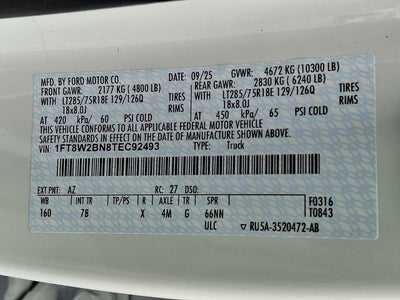 MFD. BY FORD MOTOR CO. 09/25 GVWR: 4672 KG (10300 LB)
FRONT GAWR: 2177 KG ( 4800 LB) REAR GAWR: 2830 KG ( 6240 LB)
WITH LT285/75R18E 129/126Q TIRES WITH LT285/75R18E 129/126Q TIRES
18x8.0J RIMS 18x8.0J RIMS
AT 420 kPa/ 60 PSI COLD AT 450 kPa/ 65 PSI COLD
THIS VEHICLE CONFORMS TO ALL APPLICABLE FEDERAL MOTOR VEHICLE
SAFETY STANDARDS IN EFFECT ON THE DATE OF MANUFACTURE SHOWN ABOVE.
VIN: 1FT8W2BN8TEC92493 TYPE: Truck
EXT PNT: AZ RC: 27 DSO:
WB INT TR TP/PS R AXLE TR SPR
160 7B X 4M G 66NN
F0316
T0843
ULC ▼ RU5A-3520472-AB